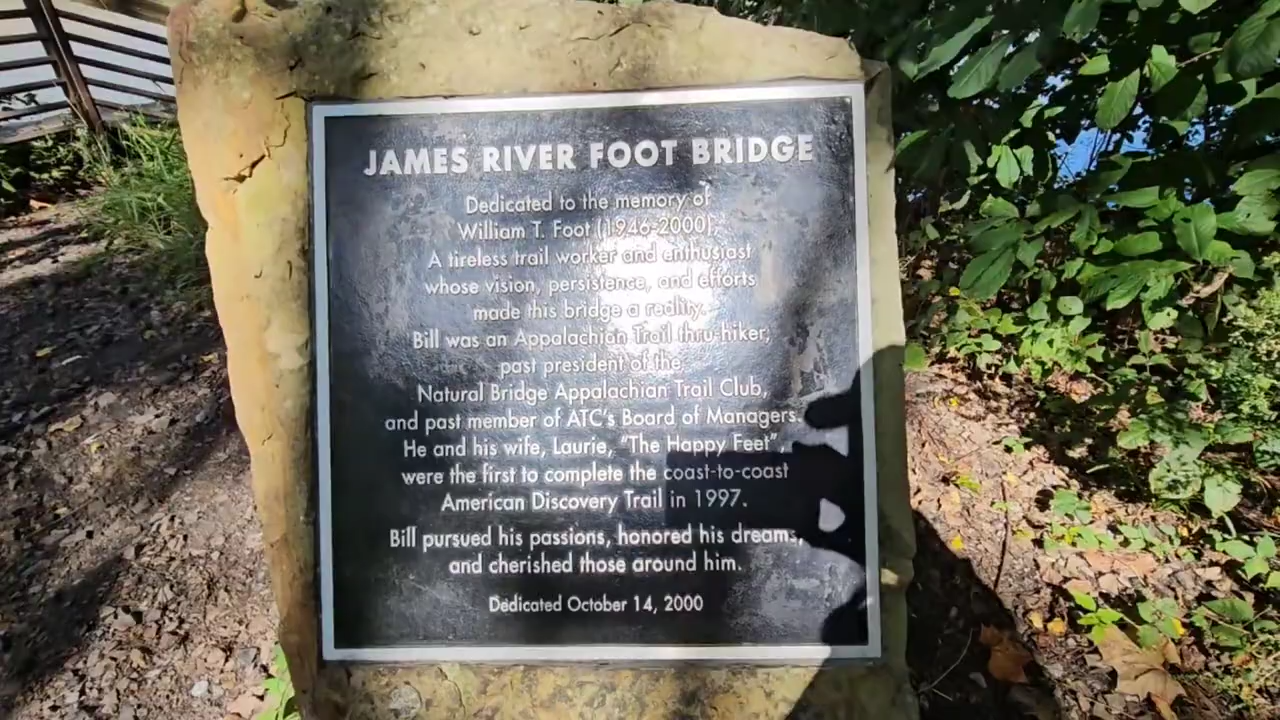 JAMES RIVER FOOT BRIDGE
Dedicated to the memory of
William T. Foot (1946-2000),
A tireless trail worker and enthusiast
whose vision, persistence, and efforts
made this bridge a reality.
Bill was an Appalachian Trail thru-hiker,
past president of the
Natural Bridge Appalachian Trail Club,
and past member of ATC's Board of Managers.
He and his wife, Laurie, "The Happy Feet",
were the first to complete the coast-to-coast
American Discovery Trail in 1997.
Bill pursued his passions, honored his dreams,
and cherished those around him.
Dedicated October 14, 2000